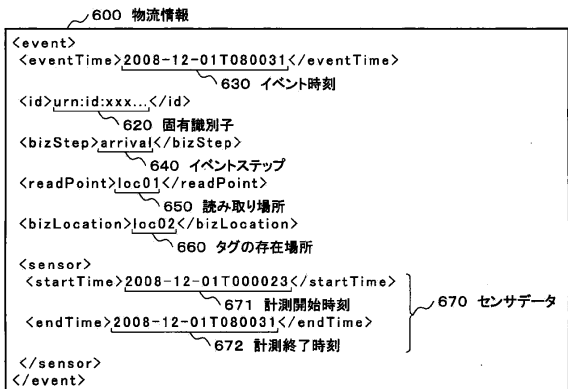 600 物流情報
<event>
<eventTime>2008-12-01T080031</eventTime>
630 イベント時刻
<id>urn:id:xxx...</id>
620 固有識別子
<bizStep>arrival</bizStep>
640 イベントステップ
<readPoint>loc01</readPoint>
650 読み取り場所
<bizLocation>loc02</bizLocation>
660 タグの存在場所
<sensor>
<startTime>2008-12-01T000023</startTime>
671 計測開始時刻
670 センサデータ
<endTime>2008-12-01T080031</endTime>
672 計測終了時刻
</sensor>
</event>